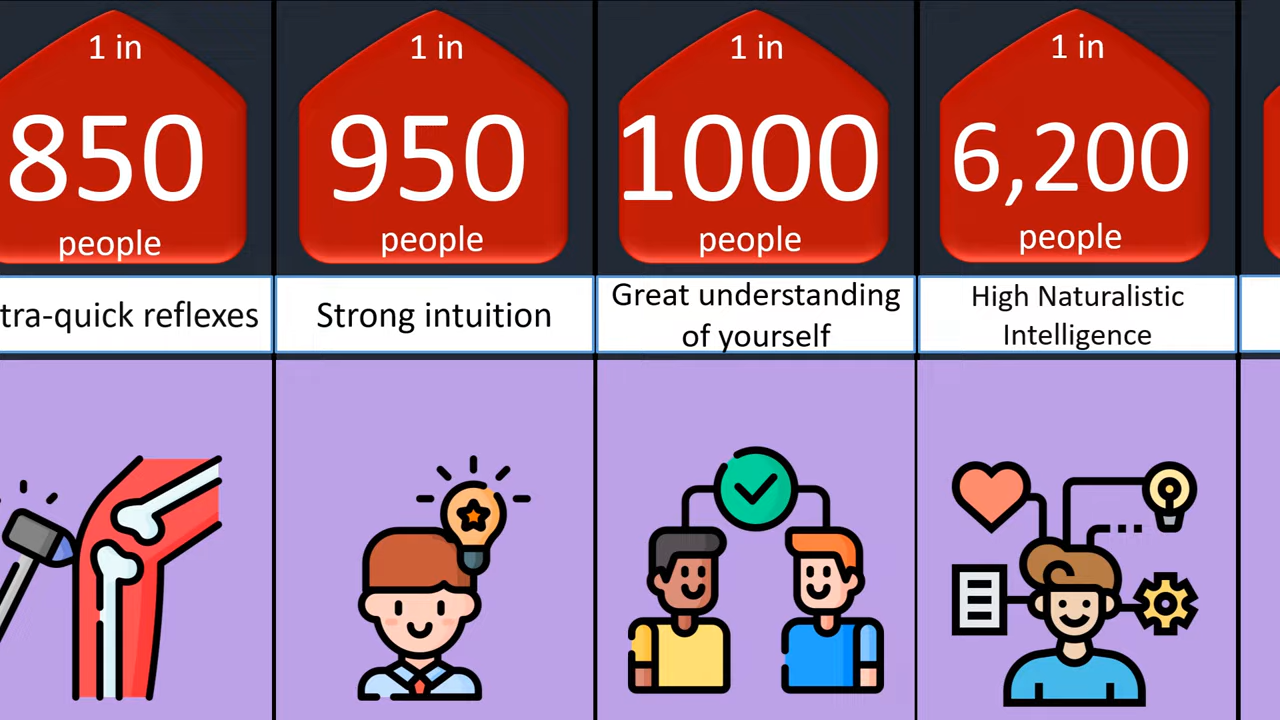 1 in
850
people
tra-quick reflexes
1 in
950
people
Strong intuition
1 in
1000
people
Great understanding
of yourself
1 in
6,200
people
High Naturalistic
Intelligence